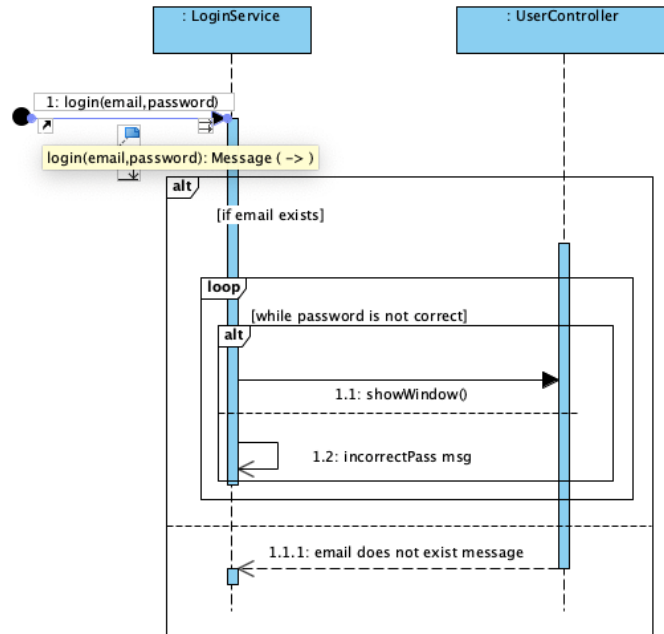 : LoginService
: UserController
1: login(email,password)
login(email,password): Message ( -> )
alt
[if email exists]
loop
[while password is not correct]
alt
1.1: showWindow()
1.2: incorrectPass msg
1.1.1: email does not exist message